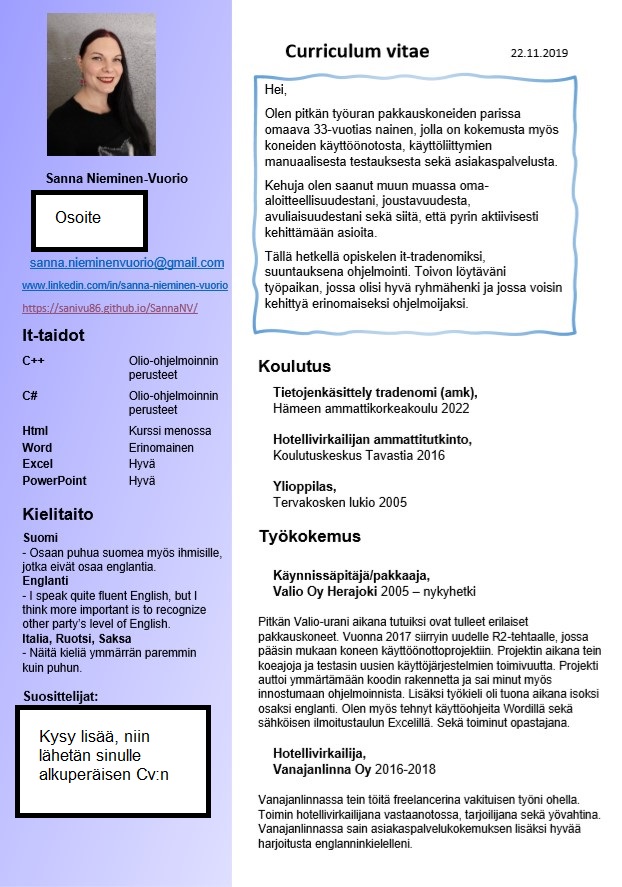 Sanna Nieminen-Vuorio
Osoite
sanna.nieminenvuorio@gmail.com
www.linkedin.com/in/sanna-nieminen-vuorio
https://sanivu86.github.io/SannaNV/
It-taidot
C++ Olio-ohjelmoinnin
perusteet
C# Olio-ohjelmoinnin
perusteet
Html Kurssi menossa
Word Erinomainen
Excel Hyvä
PowerPoint Hyvä
Kielitaito
Suomi
- Osaan puhua suomea myös ihmisille,
jotka eivät osaa englantia.
Englanti
- I speak quite fluent English, but I
think more important is to recognize
other party's level of English.
Italia, Ruotsi, Saksa
- Näitä kieliä ymmärrän paremmin
kuin puhun.
Suosittelijat:
Kysy lisää, niin
lähetän sinulle
alkuperäisen Cv:n
Curriculum vitae 22.11.2019
Hei,
Olen pitkän työuran pakkauskoneiden parissa
omaava 33-vuotias nainen, jolla on kokemusta myös
koneiden käyttöönotosta, käyttöliittymien
manuaalisesta testauksesta sekä asiakaspalvelusta.
Kehuja olen saanut muun muassa oma-
aloitteellisuudestani, joustavuudesta,
avuliaisuudestani sekä siitä, että pyrin aktiivisesti
kehittämään asioita.
Tällä hetkellä opiskelen it-tradenomiksi,
suuntauksena ohjelmointi. Toivon löytäväni
työpaikan, jossa olisi hyvä ryhmähenki ja jossa voisin
kehittyä erinomaiseksi ohjelmoijaksi.
Koulutus
Tietojenkäsittely tradenomi (amk),
Hämeen ammattikorkeakoulu 2022
Hotellivirkailijan ammattitutkinto,
Koulutuskeskus Tavastia 2016
Ylioppilas,
Tervakosken lukio 2005
Työkokemus
Käynnissäpitäjä/pakkaaja,
Valio Oy Herajoki 2005 – nykyhetki
Pitkän Valio-urani aikana tutuiksi ovat tulleet erilaiset
pakkauskoneet. Vuonna 2017 siirryin uudelle R2-tehtaalle, jossa
pääsin mukaan koneen käyttöönottoprojektiin. Projektin aikana tein
koeajoja ja testasin uusien käyttöjärjestelmien toimivuutta. Projekti
auttoi ymmärtämään koodin rakennetta ja sai minut myös
innostumaan ohjelmoinnista. Lisäksi työkieli oli tuona aikana isoksi
osaksi englanti. Olen myös tehnyt käyttöohjeita Wordillä sekä
sähköisen ilmoitustaulun Excelillä. Sekä toiminut opastajana.
Hotellivirkailija,
Vanajanlinna Oy 2016-2018
Vanajanlinnassa tein töitä freelancerina vakituisen työni ohella.
Toimin hotellivirkailijana vastaanotossa, tarjoilijana sekä yövahtina.
Vanajanlinnassa sain asiakaspalvelukokemuksen lisäksi hyvää
harjoitusta englanninkielelleni.